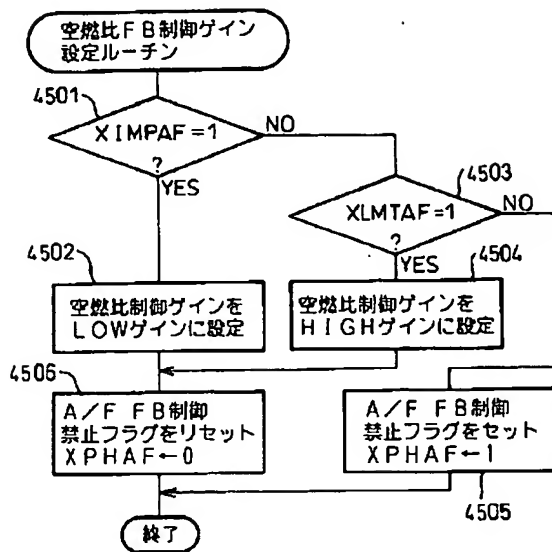 空燃比FB制御ゲイン
設定ルーチン
4501
XIMPAF=1
?
NO
YES
4503
XLMTAF=1
?
NO
YES
4502
空燃比制御ゲインを
LOWゲインに設定
4504
空燃比制御ゲインを
HIGHゲインに設定
4506
A/F FB制御
禁止フラグをリセット
XPHAF←0
A/F FB制御
禁止フラグをセット
XPHAF←1
4505
終了